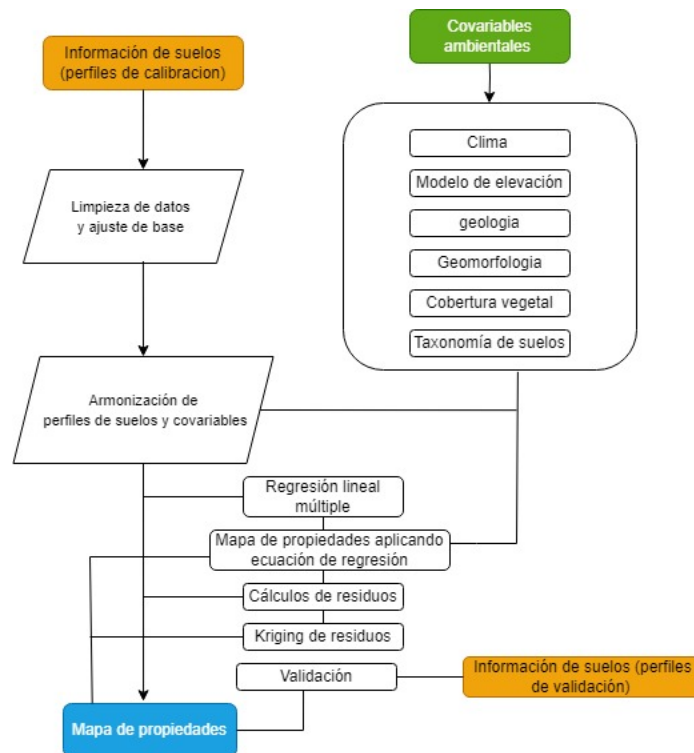 Información de suelos
(perfiles de calibracion)
Covariables
ambientales
Clima
Modelo de elevación
geologia
Geomorfologia
Cobertura vegetal
Taxonomía de suelos
Limpieza de datos
y ajuste de base
Armonización de
perfiles de suelos y covariables
Regresión lineal
múltiple
Mapa de propiedades aplicando
ecuación de regresión
Cálculos de residuos
Kriging de residuos
Validación
Información de suelos (perfiles
de validación)
Mapa de propiedades